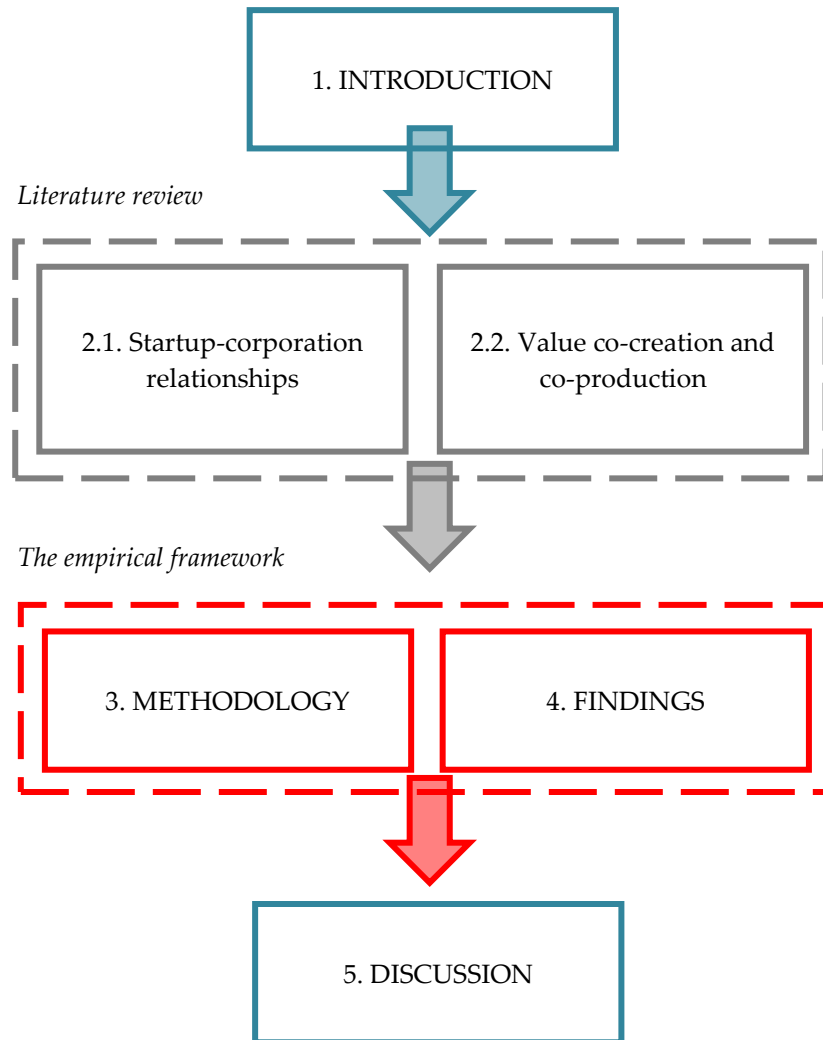 1. INTRODUCTION
Literature review
2.1. Startup-corporation
relationships
2.2. Value co-creation and
co-production
The empirical framework
3. METHODOLOGY
4. FINDINGS
5. DISCUSSION